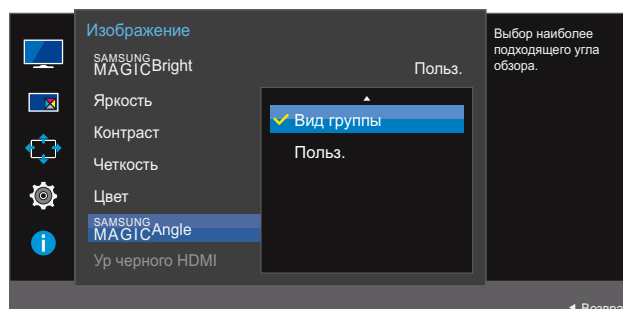 Изображение
SAMSUNG
MAGICBright
Польз.
Яркость
Контраст
Четкость
Цвет
SAMSUNG
MAGICAngle
Ур черного HDMI
Вид группы
Польз.
Выбор наиболее
подходящего угла
обзора.